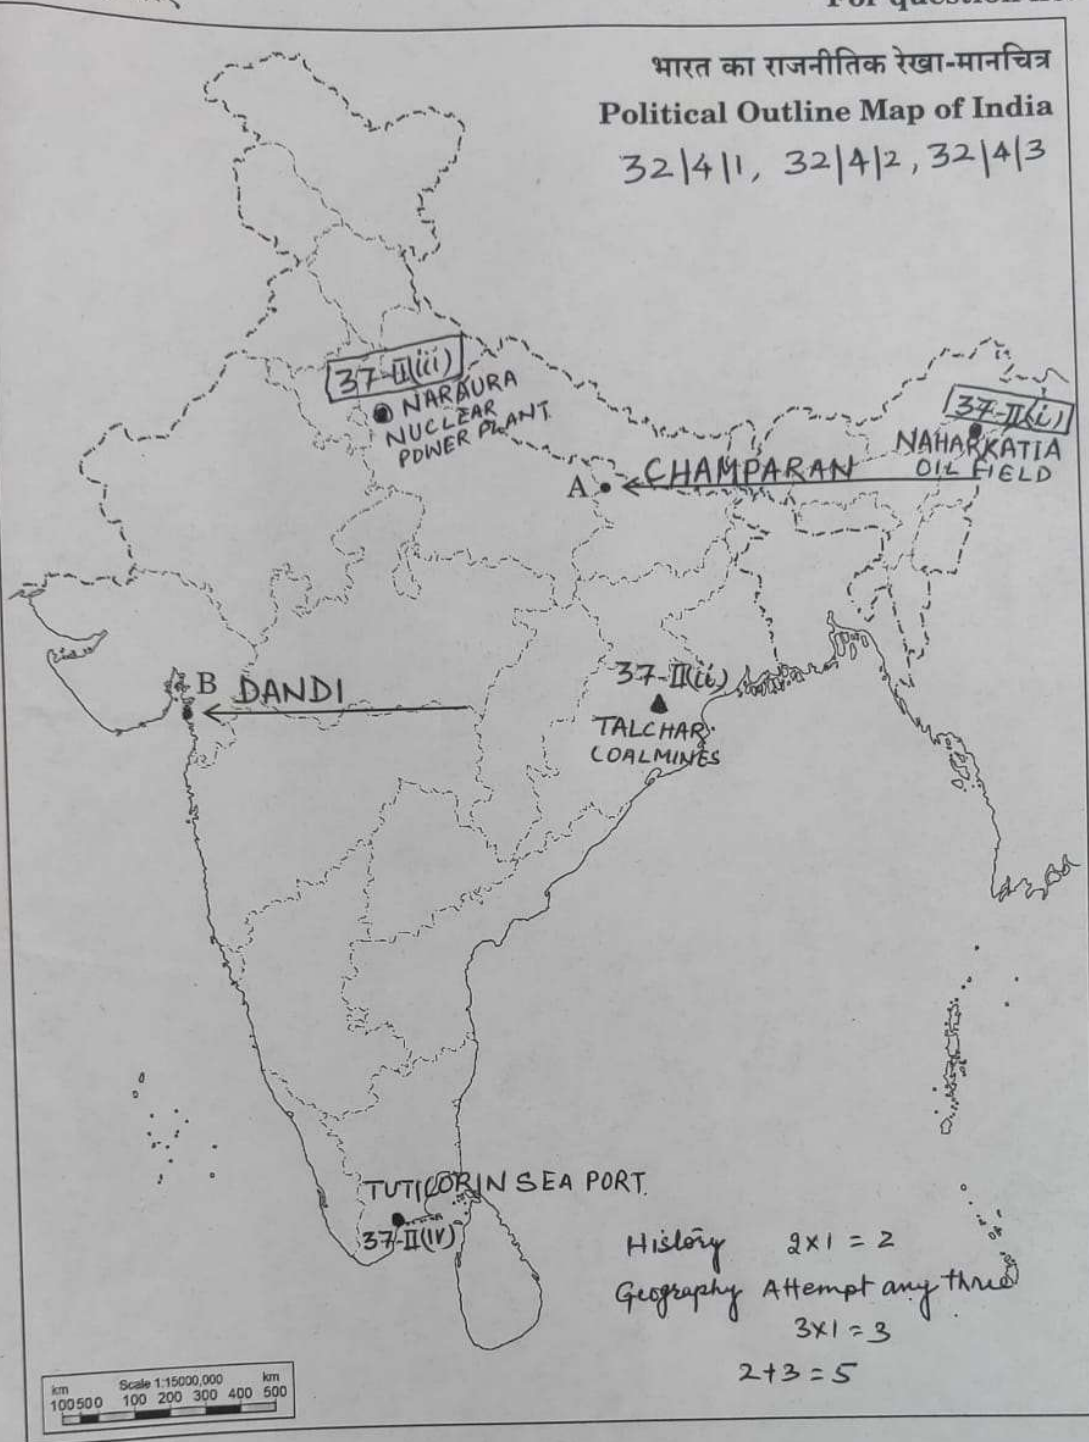 For question no.
भारत का राजनीतिक रेखा-मानचित्र
Political Outline Map of India
32|4|1, 32|4|2, 32|4|3
37-II(iii)
NARAURA
NUCLEAR
POWER PLANT
37-II(i)
NAHARKATIA
OIL FIELD
A CHAMPARAN
37-II(ii)
TALCHAR
COALMINES
B DANDI
TUTICORIN SEA PORT.
37-II(iv)
History 2x1 = 2
Geography Attempt any three
3x1 = 3
2+3 = 5
km Scale 1:15000,000 km
100 50 0 100 200 300 400 500